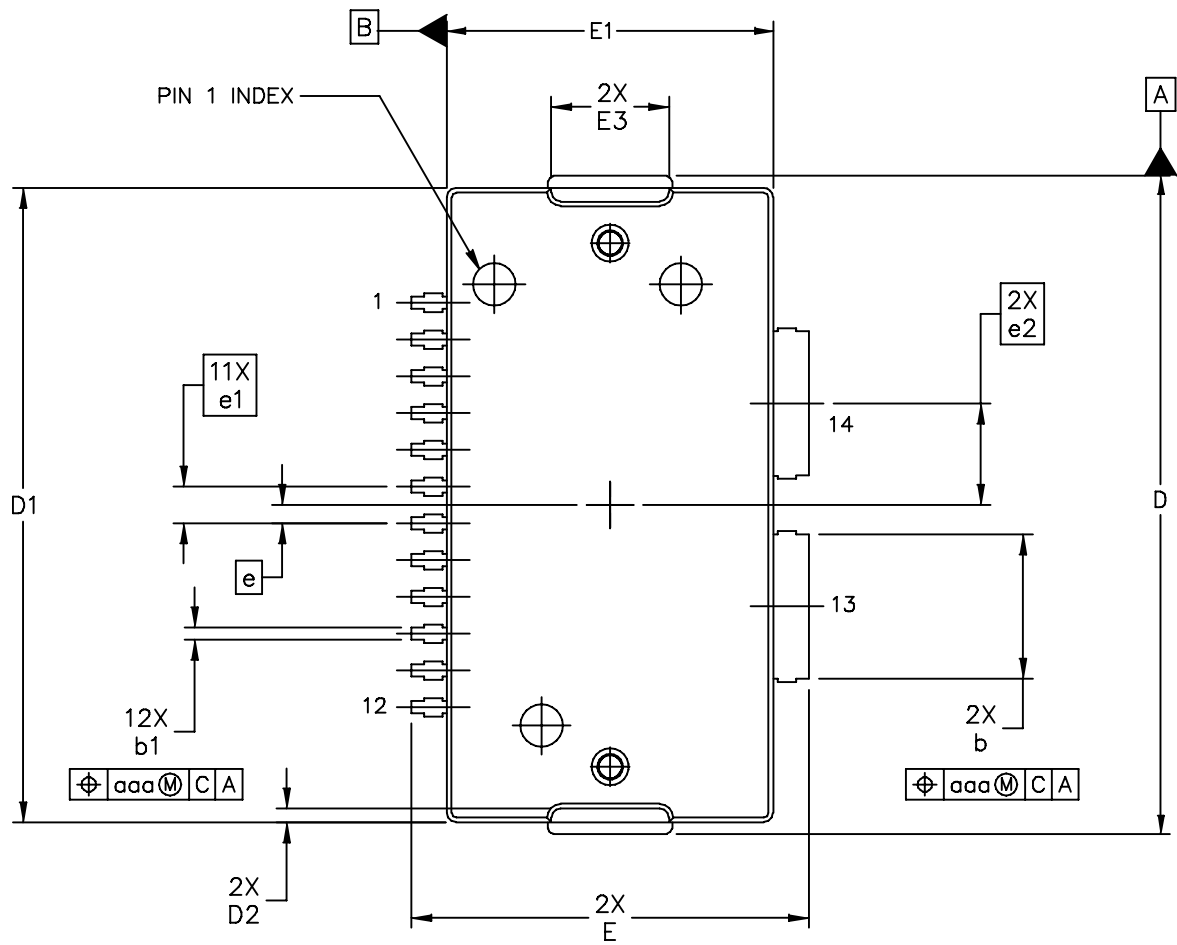 B
E1
PIN 1 INDEX
2X
E3
A
1
2X
e2
11X
e1
14
D1
D
e
13
12
12X
b1
2X
b
⌖ aaa Ⓜ C A
⌖ aaa Ⓜ C A
2X
D2
2X
E